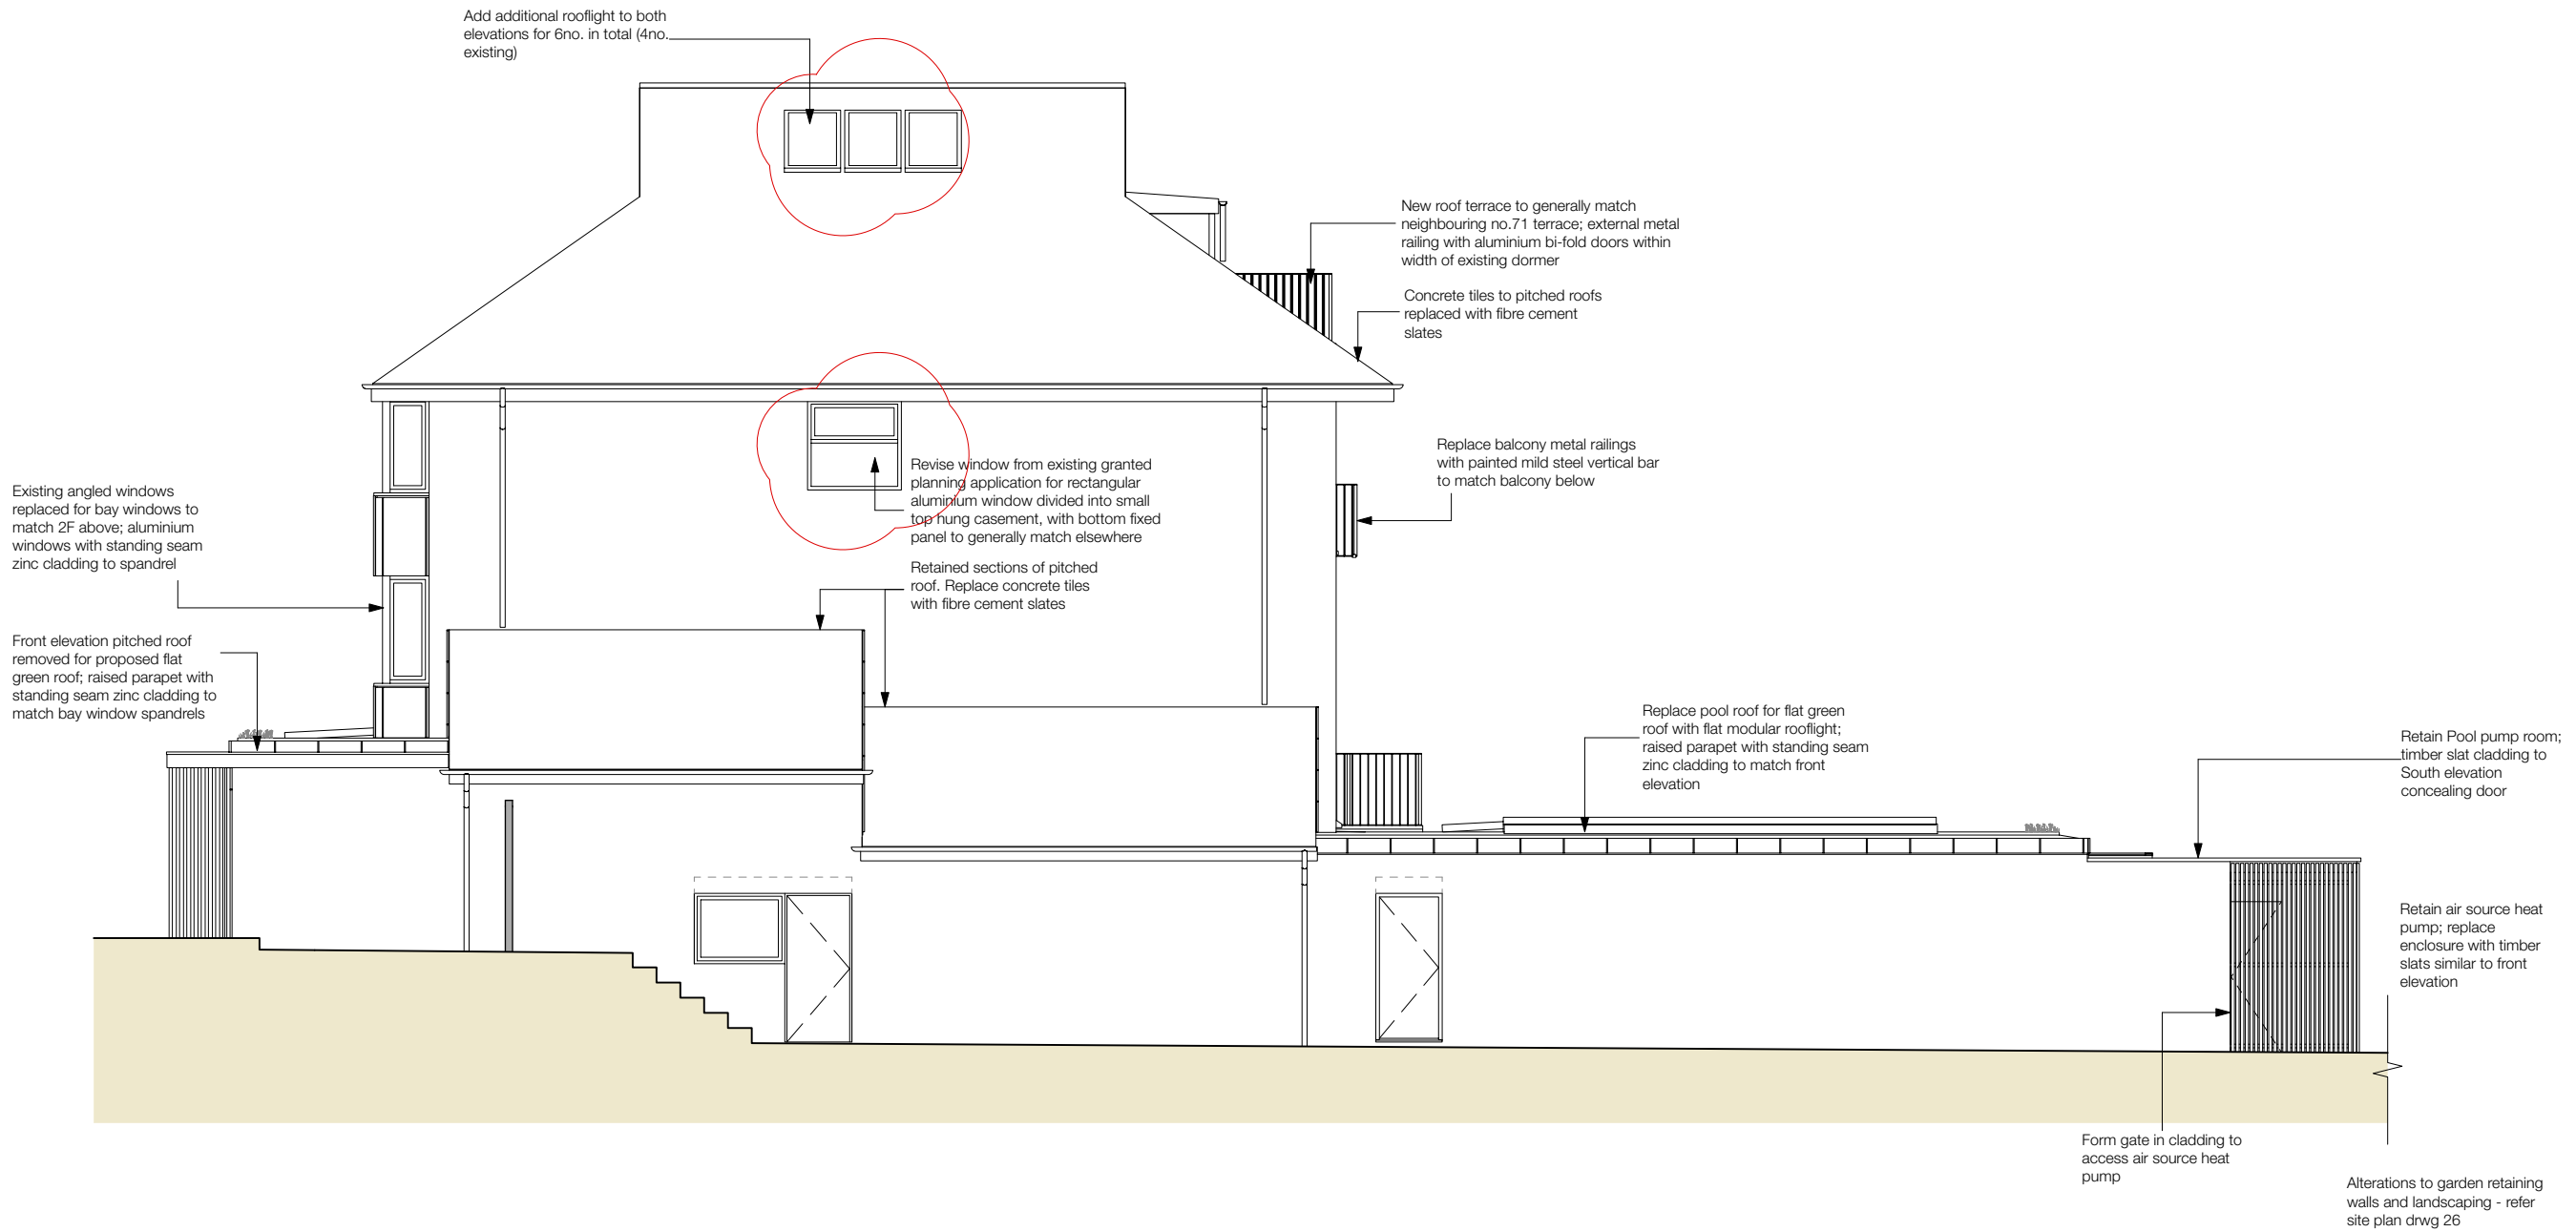 Add additional rooflight to both
elevations for 6no. in total (4no.
existing)
New roof terrace to generally match
neighbouring no.71 terrace; external metal
railing with aluminium bi-fold doors within
width of existing dormer
Concrete tiles to pitched roofs
replaced with fibre cement
slates
Replace balcony metal railings
with painted mild steel vertical bar
to match balcony below
Revise window from existing granted
planning application for rectangular
aluminium window divided into small
top hung casement, with bottom fixed
panel to generally match elsewhere
Existing angled windows
replaced for bay windows to
match 2F above; aluminium
windows with standing seam
zinc cladding to spandrel
Retained sections of pitched
roof. Replace concrete tiles
with fibre cement slates
Front elevation pitched roof
removed for proposed flat
green roof; raised parapet with
standing seam zinc cladding to
match bay window spandrels
Replace pool roof for flat green
roof with flat modular rooflight;
raised parapet with standing seam
zinc cladding to match front
elevation
Retain Pool pump room;
timber slat cladding to
South elevation
concealing door
Retain air source heat
pump; replace
enclosure with timber
slats similar to front
elevation
Form gate in cladding to
access air source heat
pump
Alterations to garden retaining
walls and landscaping - refer
site plan drwg 26